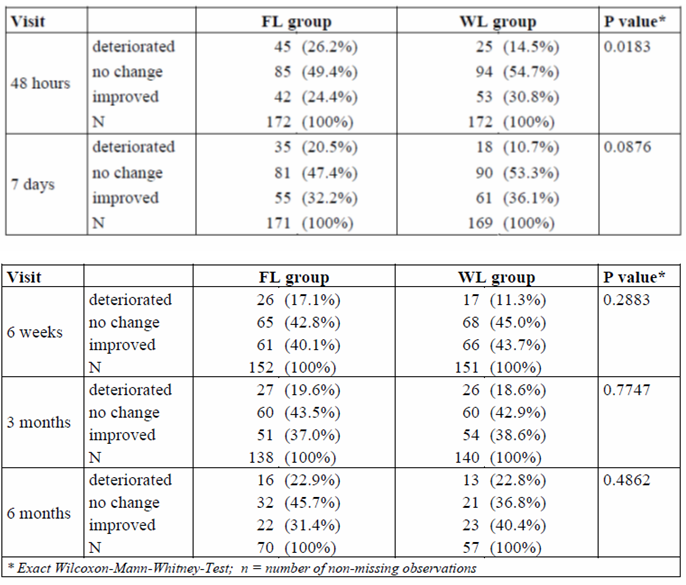 Visit FL group WL group P value*
48 hours deteriorated 45 (26.2%) 25 (14.5%) 0.0183
no change 85 (49.4%) 94 (54.7%)
improved 42 (24.4%) 53 (30.8%)
N 172 (100%) 172 (100%)
7 days deteriorated 35 (20.5%) 18 (10.7%) 0.0876
no change 81 (47.4%) 90 (53.3%)
improved 55 (32.2%) 61 (36.1%)
N 171 (100%) 169 (100%)
Visit FL group WL group P value*
6 weeks deteriorated 26 (17.1%) 17 (11.3%) 0.2883
no change 65 (42.8%) 68 (45.0%)
improved 61 (40.1%) 66 (43.7%)
N 152 (100%) 151 (100%)
3 months deteriorated 27 (19.6%) 26 (18.6%) 0.7747
no change 60 (43.5%) 60 (42.9%)
improved 51 (37.0%) 54 (38.6%)
N 138 (100%) 140 (100%)
6 months deteriorated 16 (22.9%) 13 (22.8%) 0.4862
no change 32 (45.7%) 21 (36.8%)
improved 22 (31.4%) 23 (40.4%)
N 70 (100%) 57 (100%)
* Exact Wilcoxon-Mann-Whitney-Test; n = number of non-missing observations